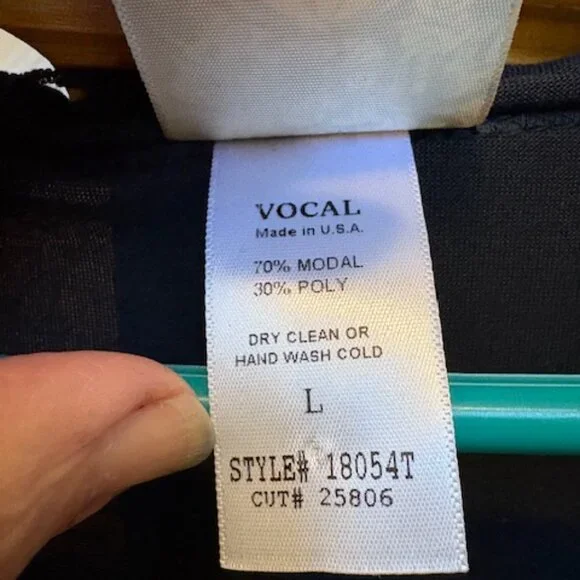 VOCAL
Made in U.S.A.
70% MODAL
30% POLY
DRY CLEAN OR
HAND WASH COLD
L
STYLE# 18054T
CUT# 25806